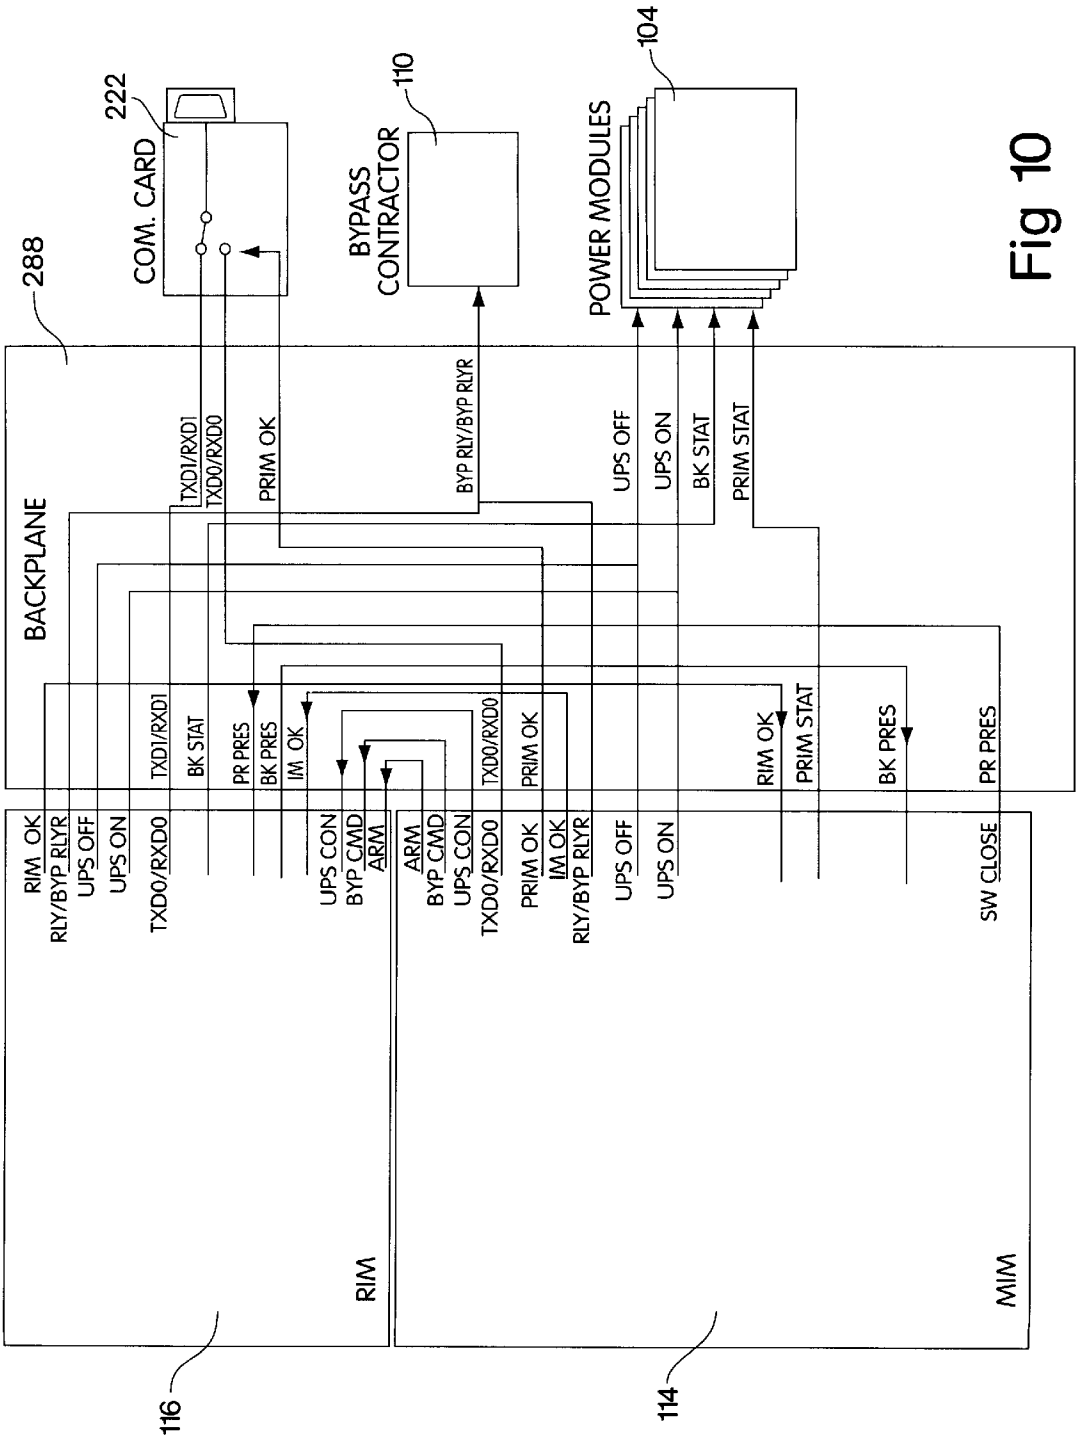 288
BACKPLANE
222
COM. CARD
110
BYPASS
CONTRACTOR
104
POWER MODULES
TXD1/RXD1
TXD0/RXD0
PRIM OK
BYP RLY/BYP RLYR
UPS OFF
UPS ON
BK STAT
PRIM STAT
TXD1/RXD1
BK STAT
PR PRES
BK PRES
IM OK
TXD0/RXD0
PRIM OK
RIM OK
PRIM STAT
BK PRES
PR PRES
RIM OK
RLY/BYP RLYR
UPS OFF
UPS ON
TXD0/RXD0
UPS CON
BYP CMD
ARM
ARM
BYP CMD
UPS CON
TXD0/RXD0
PRIM OK
IM OK
RLY/BYP RLYR
UPS OFF
UPS ON
SW CLOSE
RIM
MIM
116
114
Fig 10